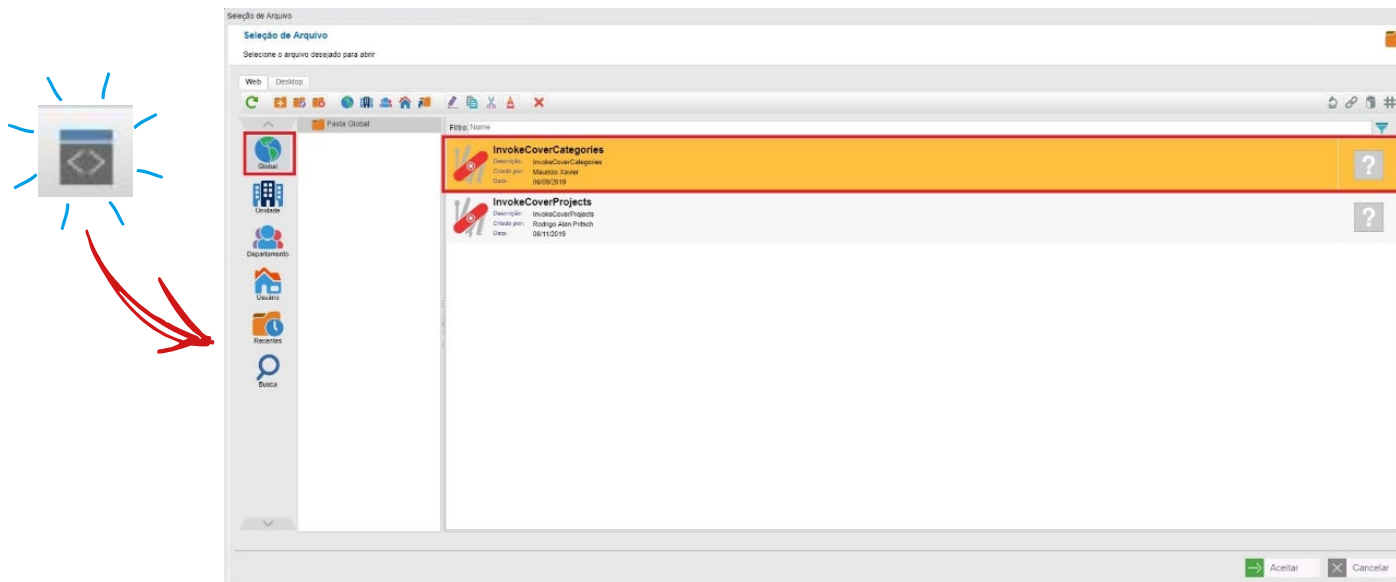 Seleção de Arquivo
Seleção de Arquivo
Selecione o arquivo desejado para abrir
Web Desktop
Pasta Global
Filtro: Nome
Global
Unidade
Departamento
Usuário
Recentes
Busca
InvokeCoverCategories
Descrição: InvokeCoverCategories
Criado por: Mauricio Xavier
Data: 06/09/2019
InvokeCoverProjects
Descrição: InvokeCoverProjects
Criado por: Rodrigo Alan Pritsch
Data: 06/11/2019
Aceitar Cancelar